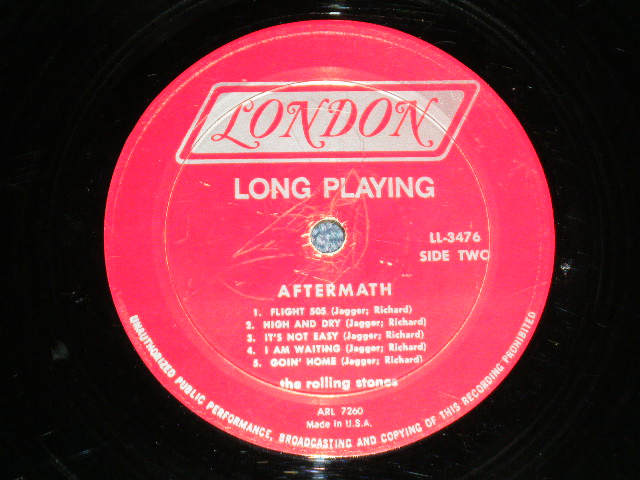 LONDON
LONG PLAYING
LL-3476
SIDE TWO
AFTERMATH
1. FLIGHT 505 (Jagger; Richard)
2. HIGH AND DRY (Jagger; Richard)
3. IT'S NOT EASY (Jagger; Richard)
4. I AM WAITING (Jagger; Richard)
5. GOIN' HOME (Jagger; Richard)
the rolling stones
ARL 7260
Made in U.S.A.
UNAUTHORIZED PUBLIC PERFORMANCE, BROADCASTING AND COPYING OF THIS RECORDING PROHIBITED